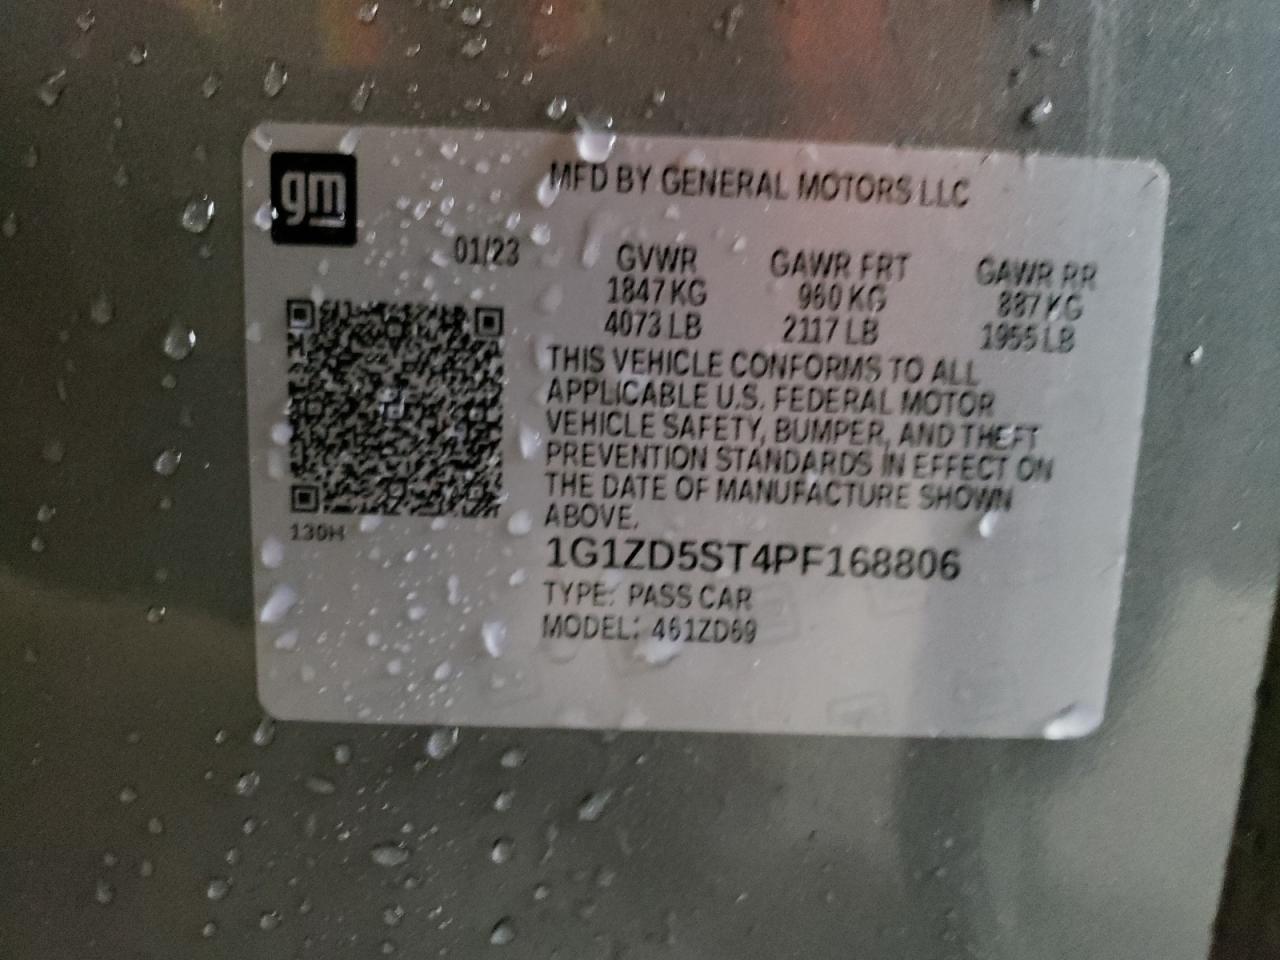 gm
MFD BY GENERAL MOTORS LLC
01/23
GVWR GAWR FRT GAWR RR
1847 KG 960 KG 887 KG
4073 LB 2117 LB 1955 LB
THIS VEHICLE CONFORMS TO ALL
APPLICABLE U.S. FEDERAL MOTOR
VEHICLE SAFETY, BUMPER, AND THEFT
PREVENTION STANDARDS IN EFFECT ON
THE DATE OF MANUFACTURE SHOWN
ABOVE.
130H
1G1ZD5ST4PF168806
TYPE: PASS CAR
MODEL: 461ZD69